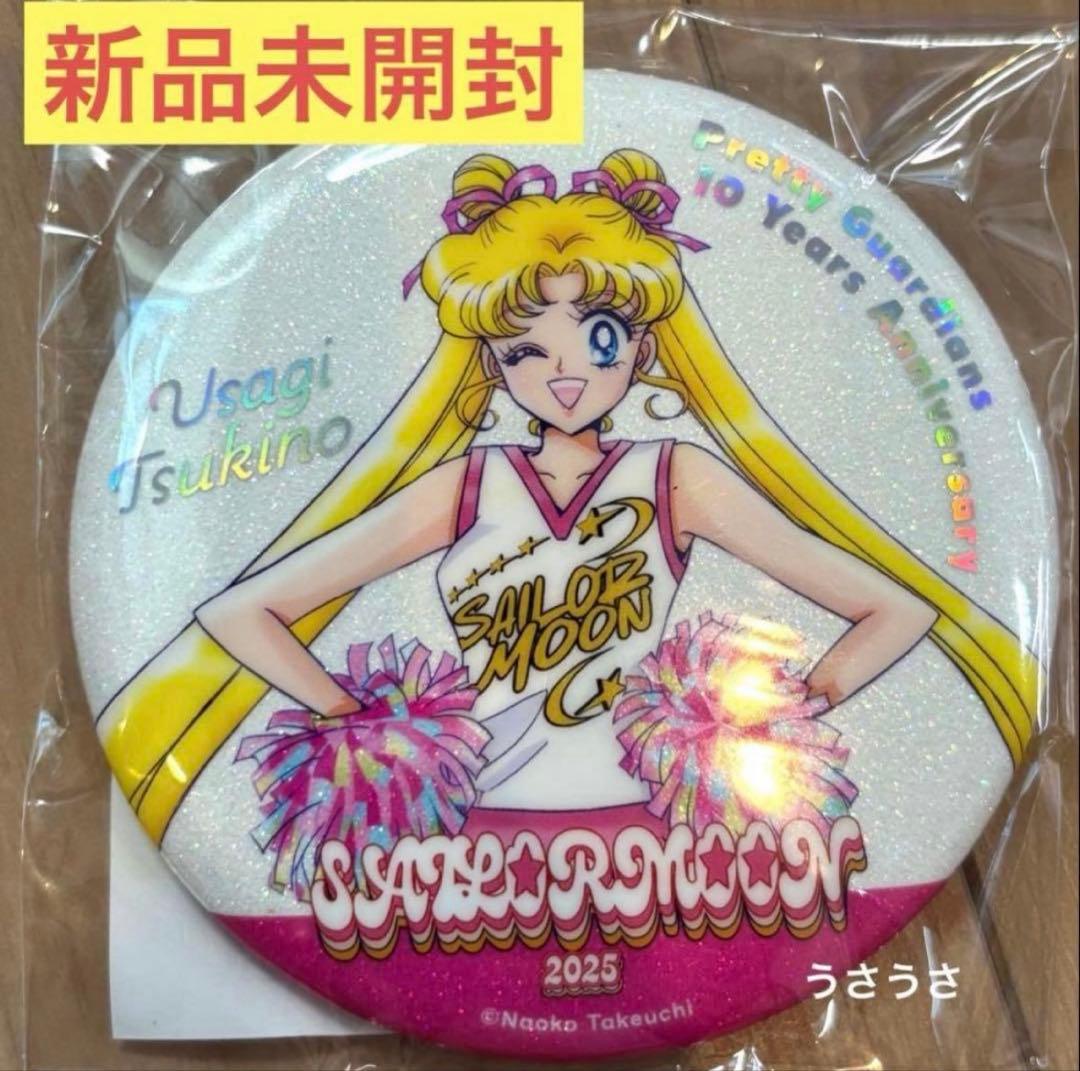 新品未開封
Pretty Guardians
10 Years Anniversary
Usagi
Tsukino
SAILOR
MOON
SAILORMOON
2025
うさうさ
©Naoko Takeuchi